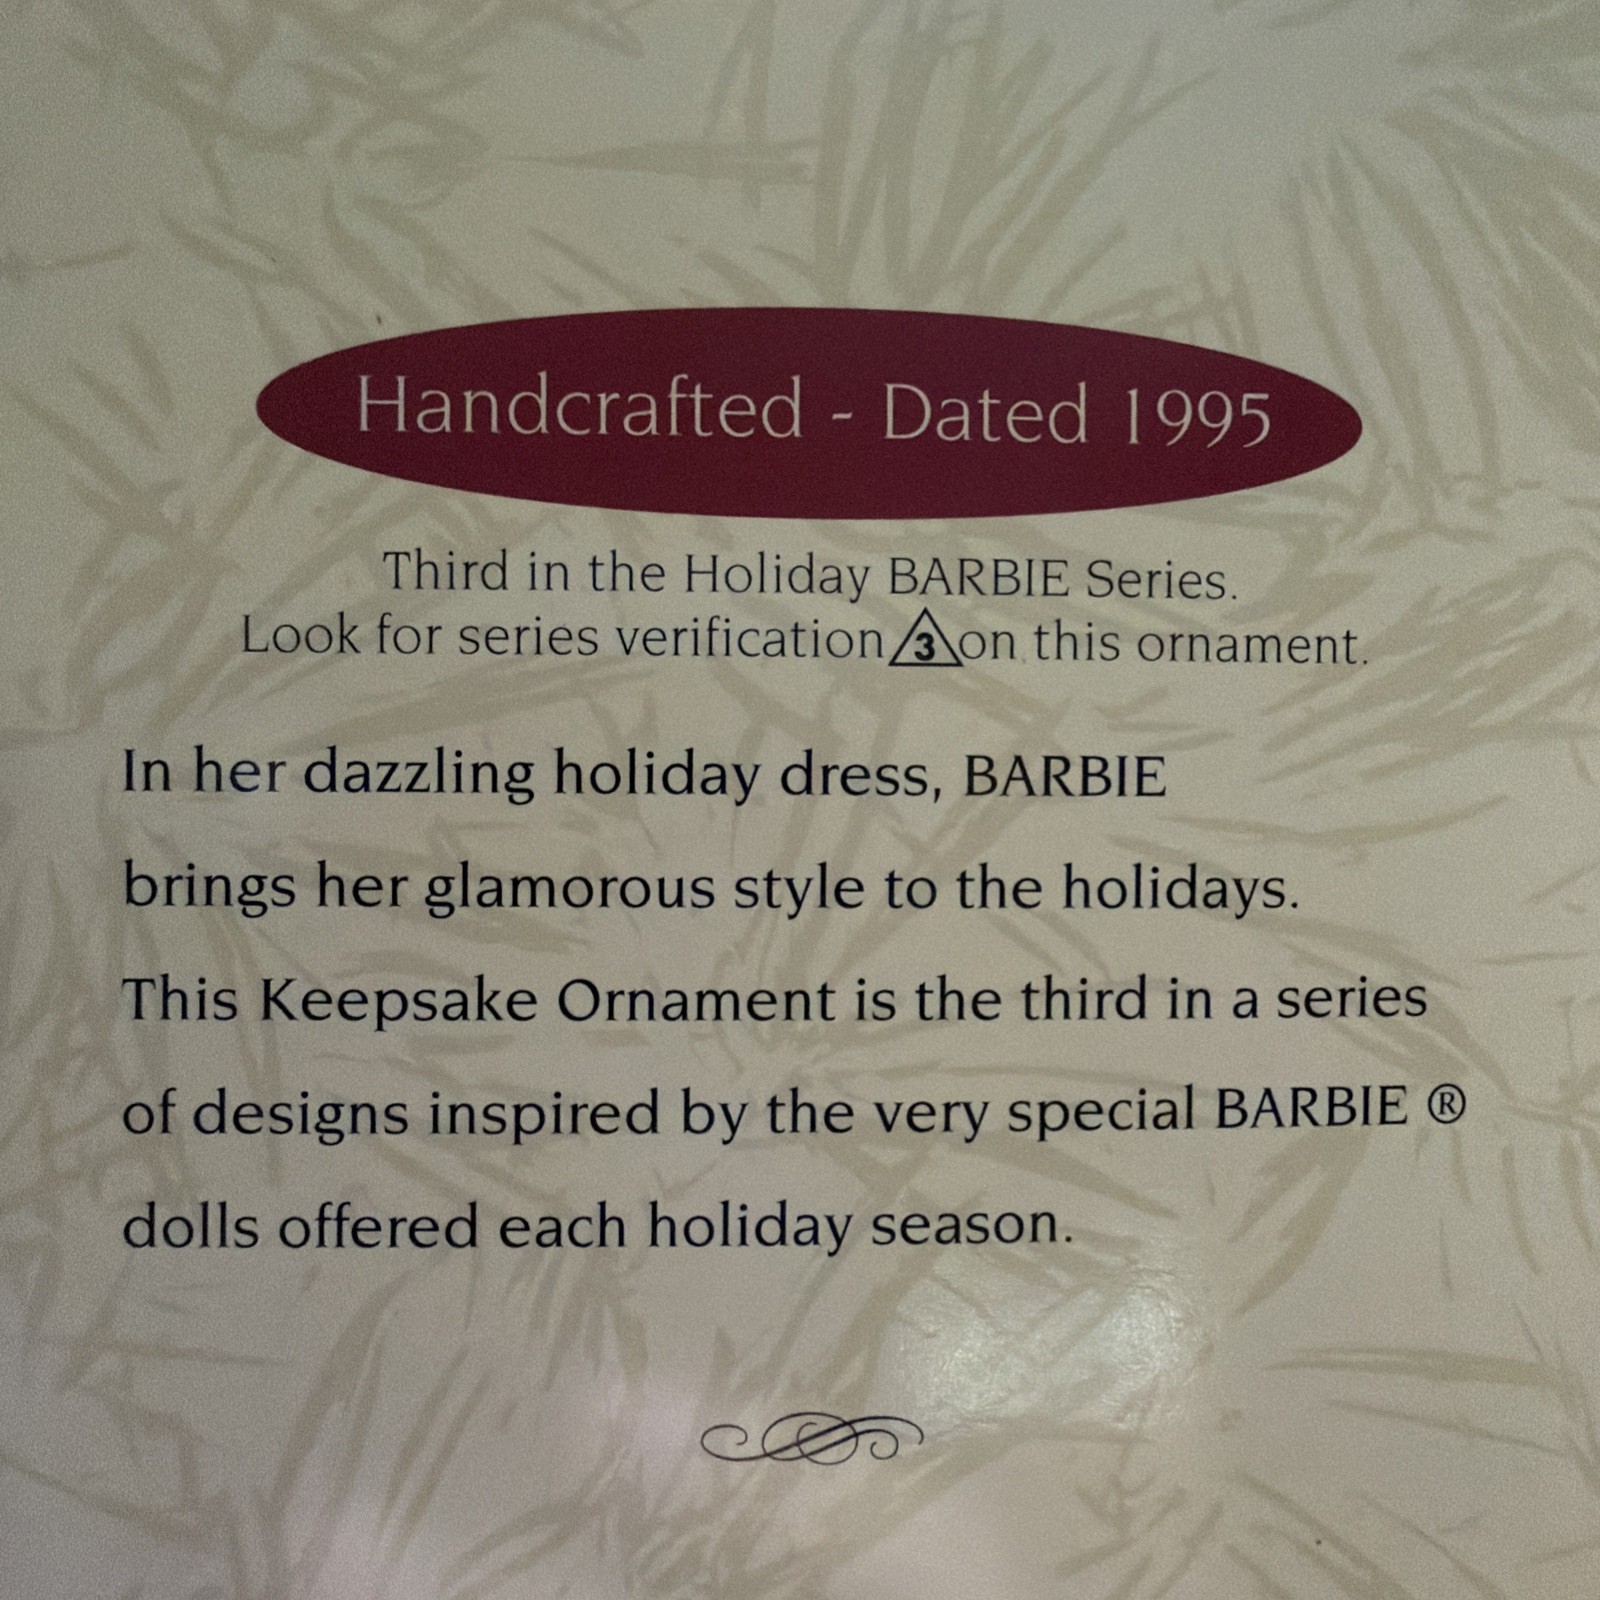 Handcrafted - Dated 1995
Third in the Holiday BARBIE Series.
Look for series verification 3 on this ornament.
In her dazzling holiday dress, BARBIE
brings her glamorous style to the holidays.
This Keepsake Ornament is the third in a series
of designs inspired by the very special BARBIE ®
dolls offered each holiday season.